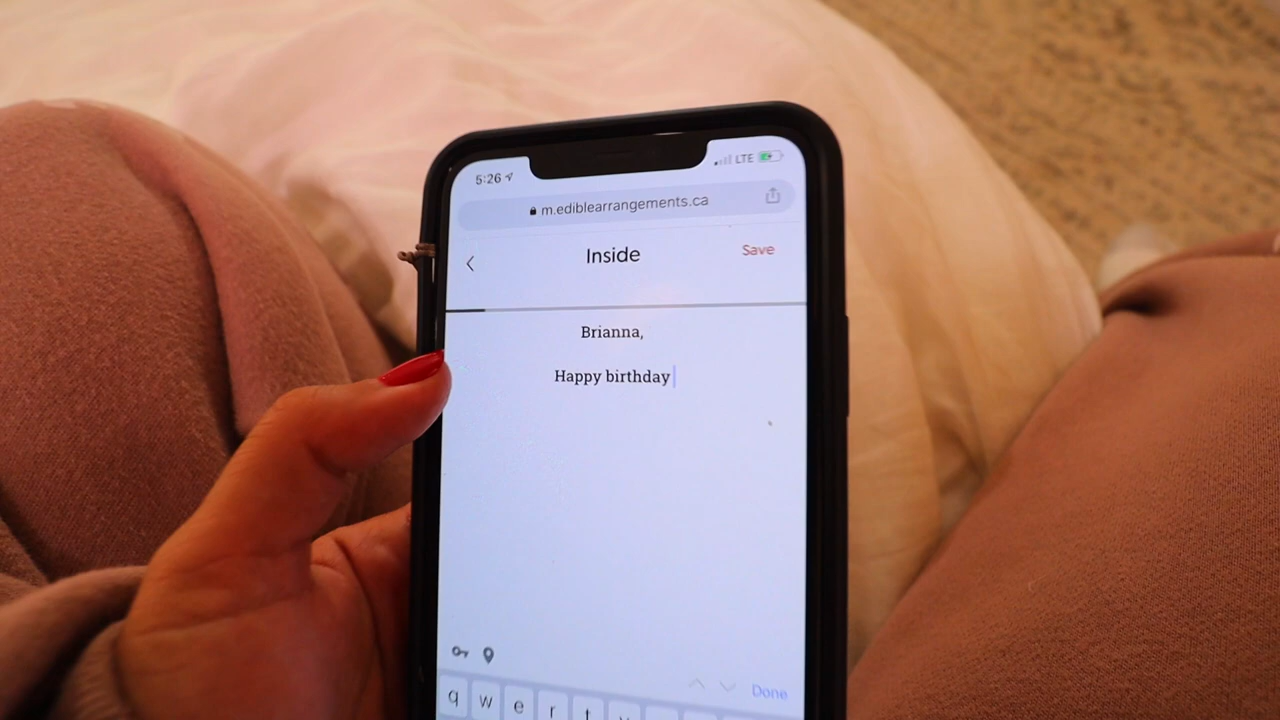 5:26 LTE
m.ediblearrangements.ca
Inside Save
Brianna,
Happy birthday
Done
q w e r t